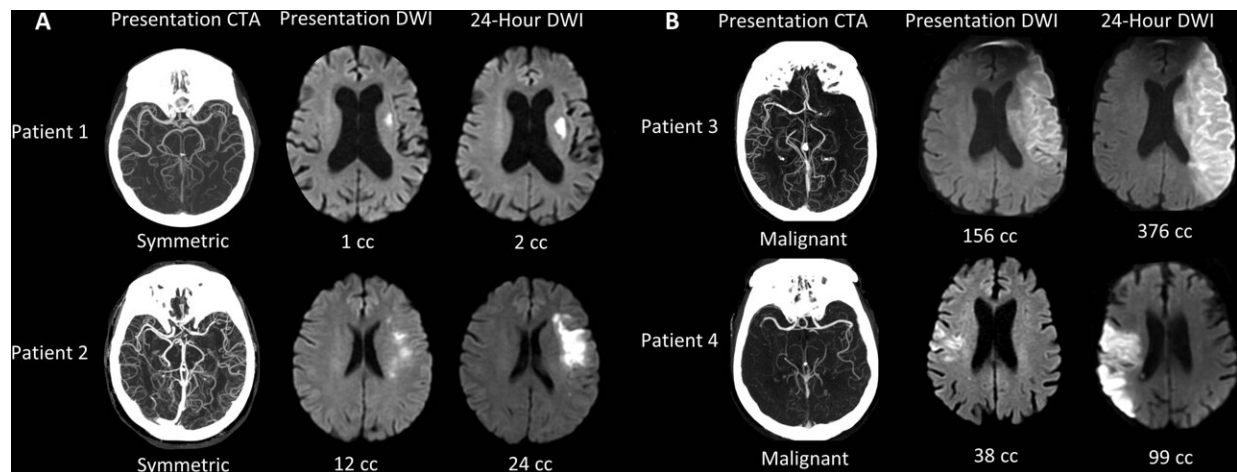 A Presentation CTA Presentation DWI 24-Hour DWI
Patient 1
Symmetric 1 cc 2 cc
Patient 2
Symmetric 12 cc 24 cc
B Presentation CTA Presentation DWI 24-Hour DWI
Patient 3
Malignant 156 cc 376 cc
Patient 4
Malignant 38 cc 99 cc